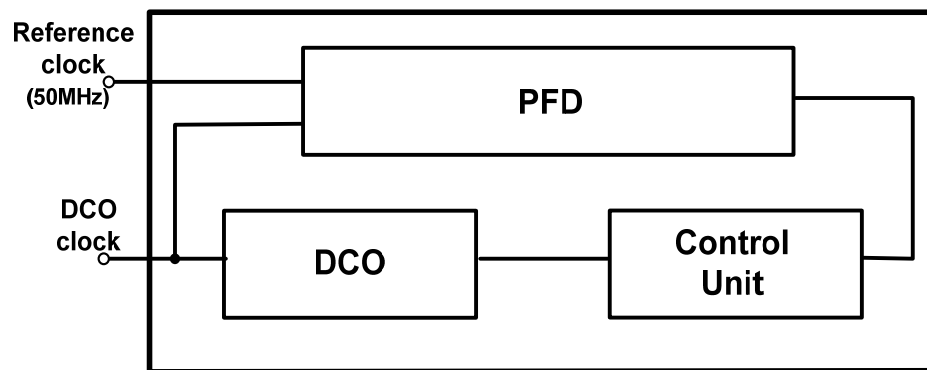 Reference
clock
(50MHz)
PFD
DCO
clock
DCO
Control
Unit